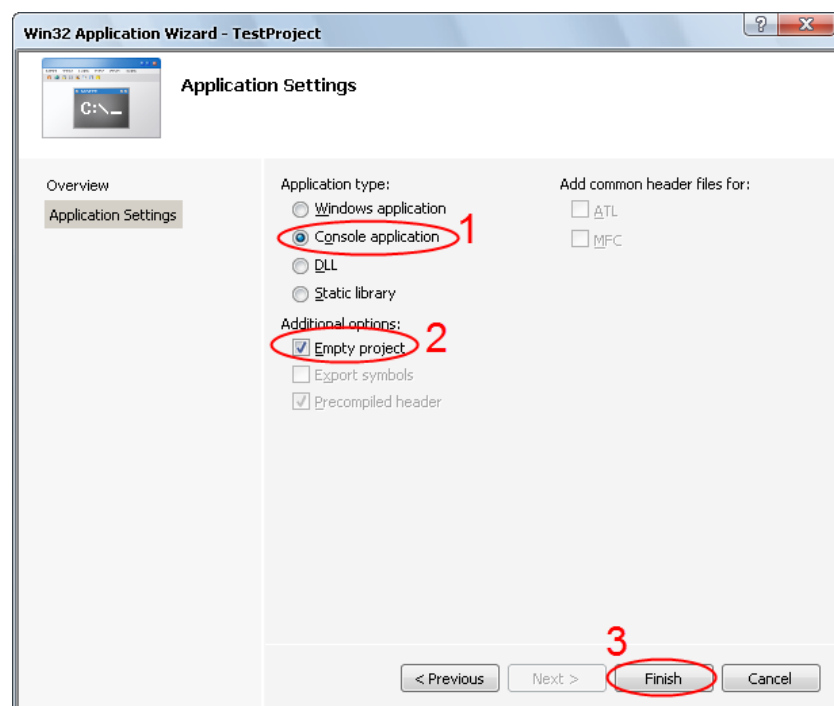 Win32 Application Wizard - TestProject
?
C:\_
Application Settings
Overview
Application Settings
Application type:
Windows application
Console application
1
DLL
Static library
Additional options:
Empty project
2
Export symbols
Precompiled header
Add common header files for:
ATL
MFC
3
< Previous
Next >
Finish
Cancel